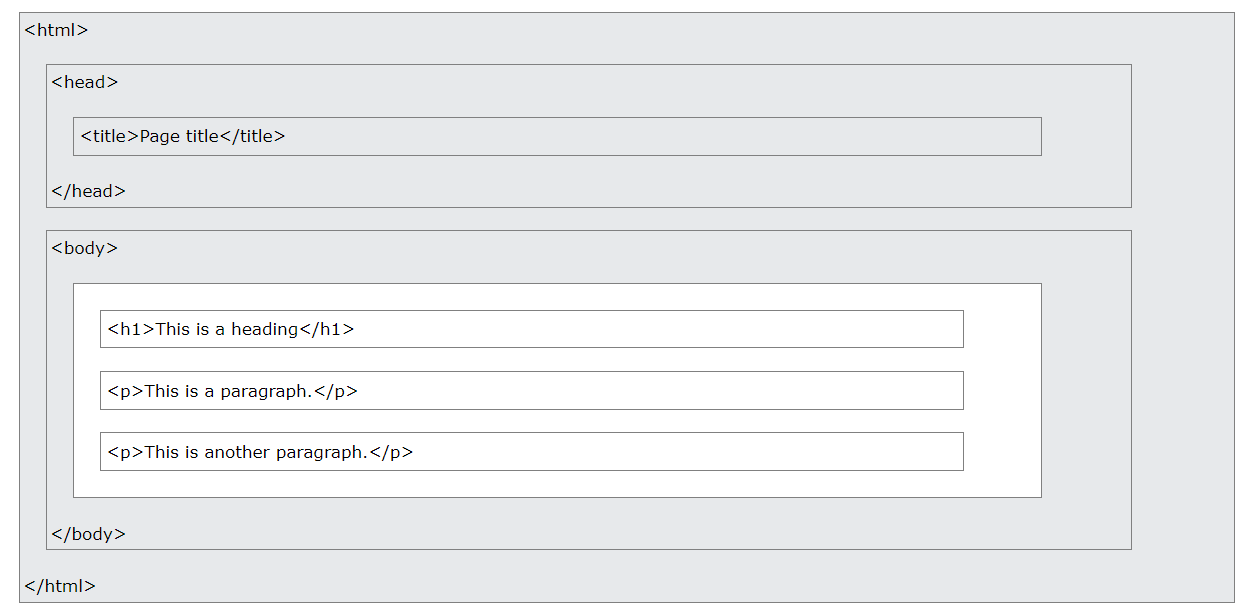 <html>
<head>
<title>Page title</title>
</head>
<body>
<h1>This is a heading</h1>
<p>This is a paragraph.</p>
<p>This is another paragraph.</p>
</body>
</html>